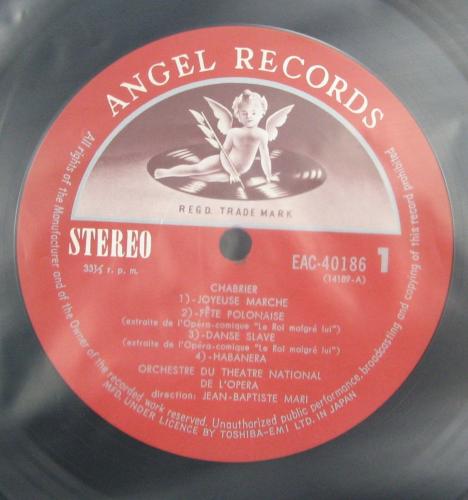 ANGEL RECORDS
REGD. TRADE MARK
STEREO
33⅓ r. p. m.
EAC-40186 1
(14189-A)
CHABRIER
1)-JOYEUSE MARCHE
2)-FÊTE POLONAISE
(extraite de l'Opéra-comique "Le Roi malgré lui")
3)-DANSE SLAVE
(extraite de l'Opéra-comique "Le Roi malgré lui")
4)-HABANERA
ORCHESTRE DU THEATRE NATIONAL
DE L'OPERA
direction: JEAN-BAPTISTE MARI
All rights of the Manufacturer and of the Owner of the recorded work reserved. Unauthorized public performance, broadcasting and copying of this record prohibited
MFD. UNDER LICENCE BY TOSHIBA-EMI LTD. IN JAPAN